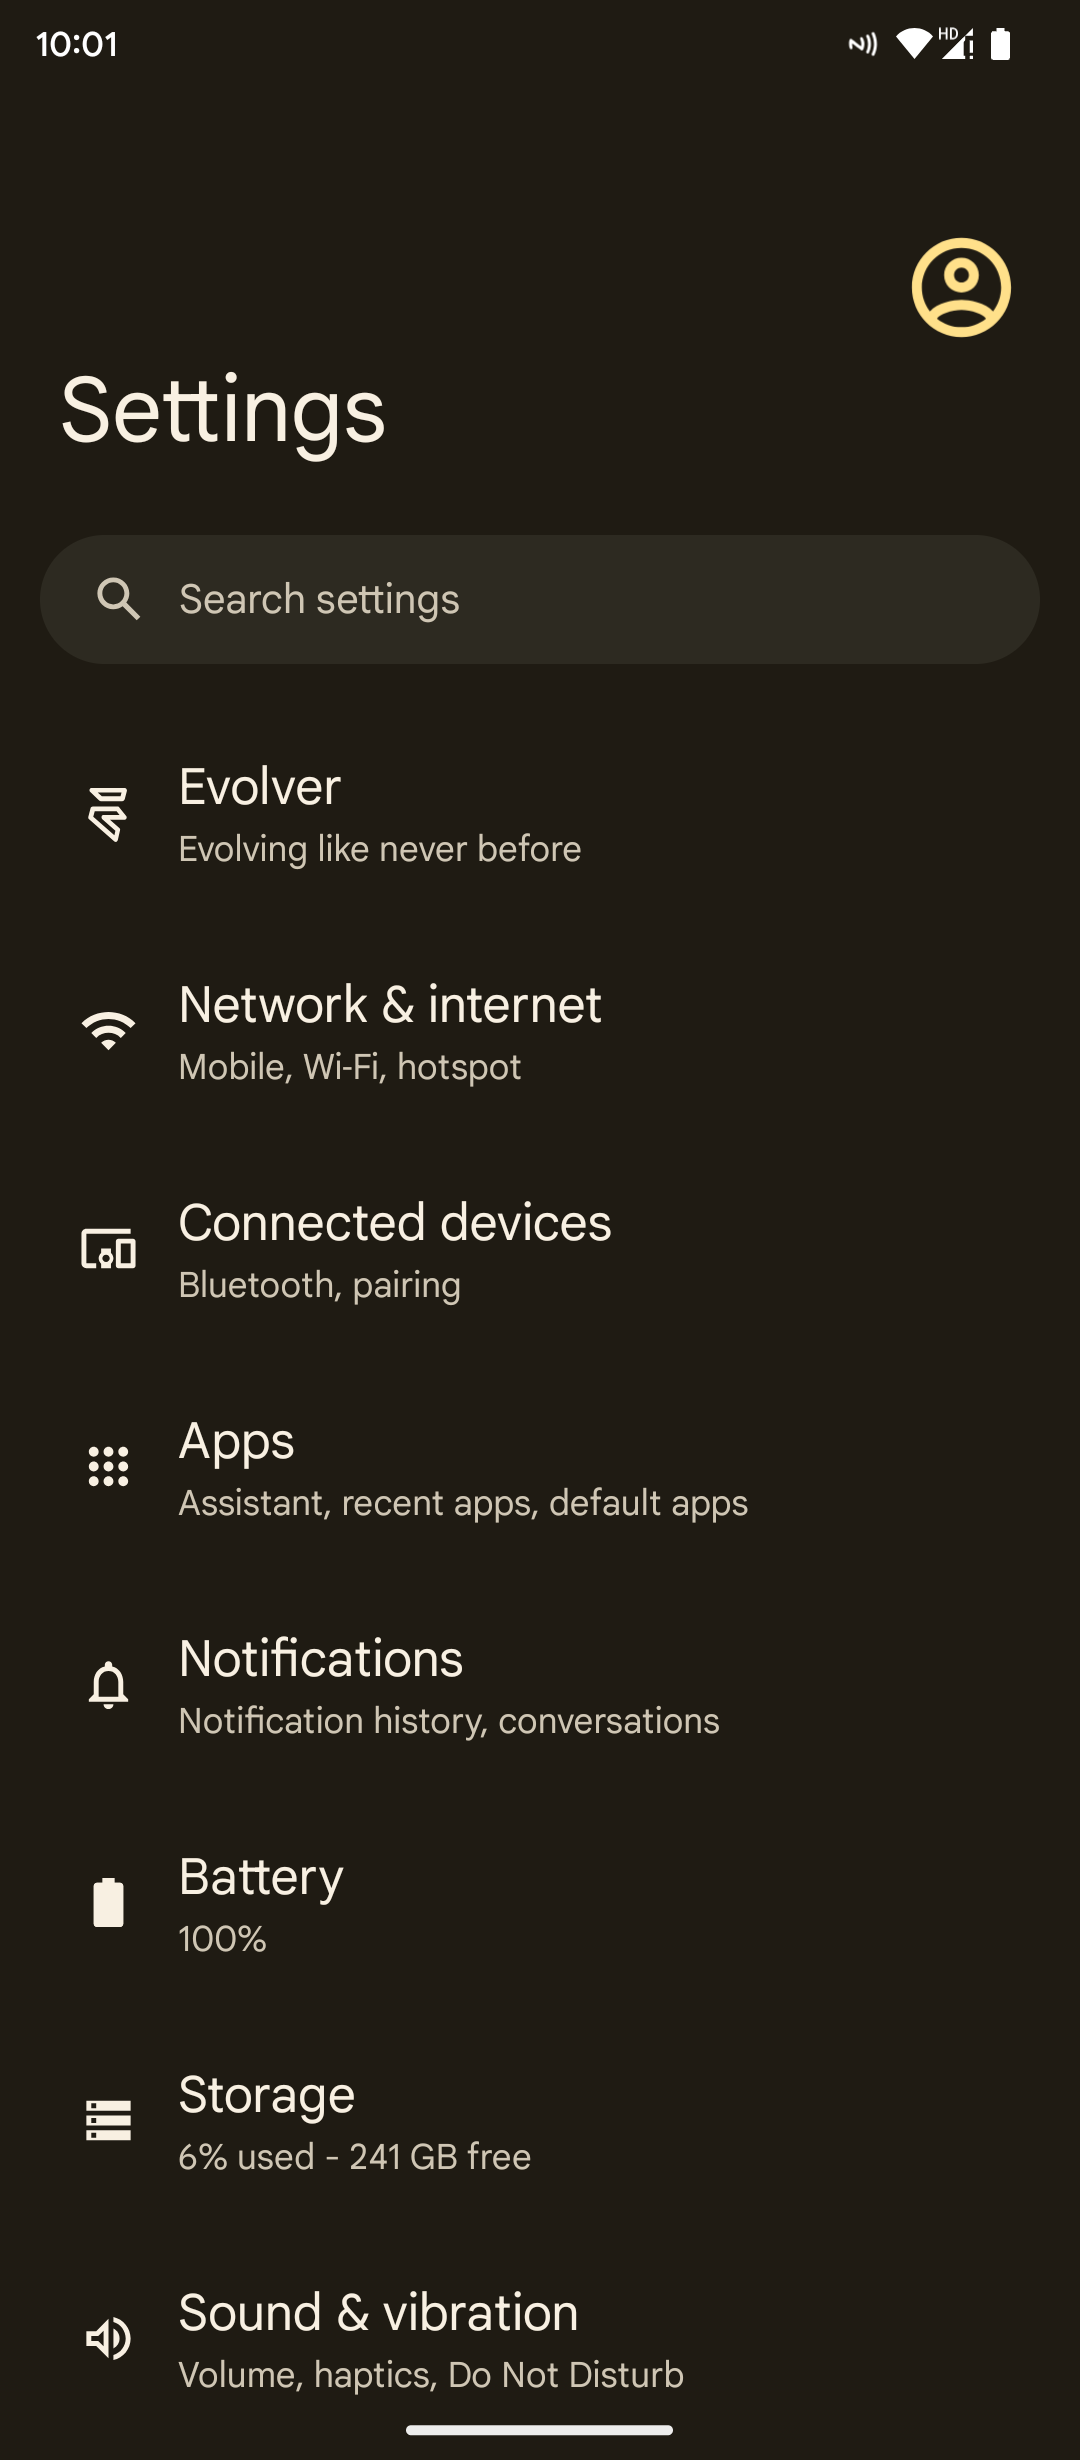 10:01
HD
Settings
Search settings
Evolver
Evolving like never before
Network & internet
Mobile, Wi-Fi, hotspot
Connected devices
Bluetooth, pairing
Apps
Assistant, recent apps, default apps
Notifications
Notification history, conversations
Battery
100%
Storage
6% used - 241 GB free
Sound & vibration
Volume, haptics, Do Not Disturb